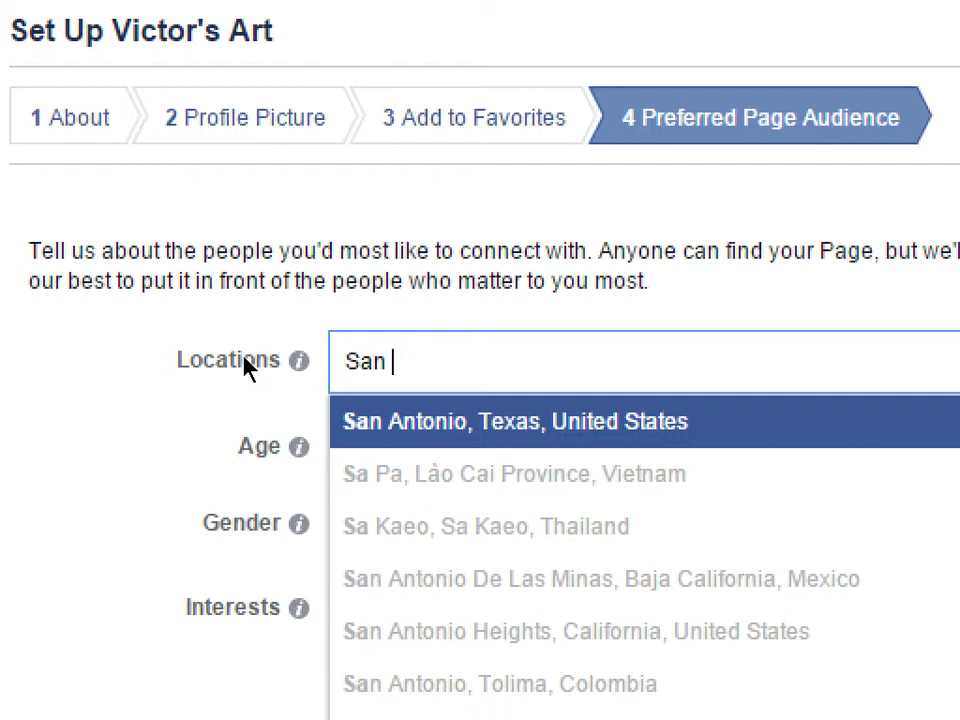 Set Up Victor's Art
1 About
2 Profile Picture
3 Add to Favorites
4 Preferred Page Audience
Tell us about the people you'd most like to connect with. Anyone can find your Page, but we'l
our best to put it in front of the people who matter to you most.
Locations
San
San Antonio, Texas, United States
Age
Sa Pa, Lào Cai Province, Vietnam
Gender
Sa Kaeo, Sa Kaeo, Thailand
San Antonio De Las Minas, Baja California, Mexico
Interests
San Antonio Heights, California, United States
San Antonio, Tolima, Colombia